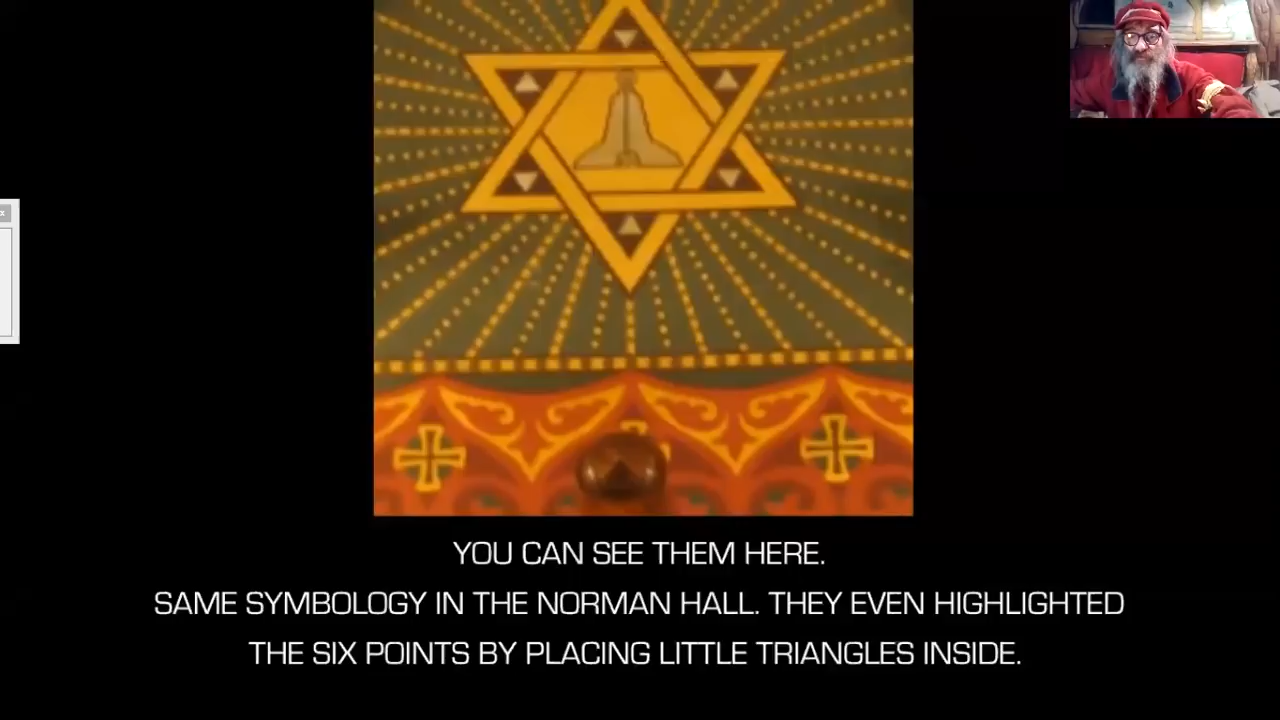 YOU CAN SEE THEM HERE.
SAME SYMBOLOGY IN THE NORMAN HALL. THEY EVEN HIGHLIGHTED
THE SIX POINTS BY PLACING LITTLE TRIANGLES INSIDE.